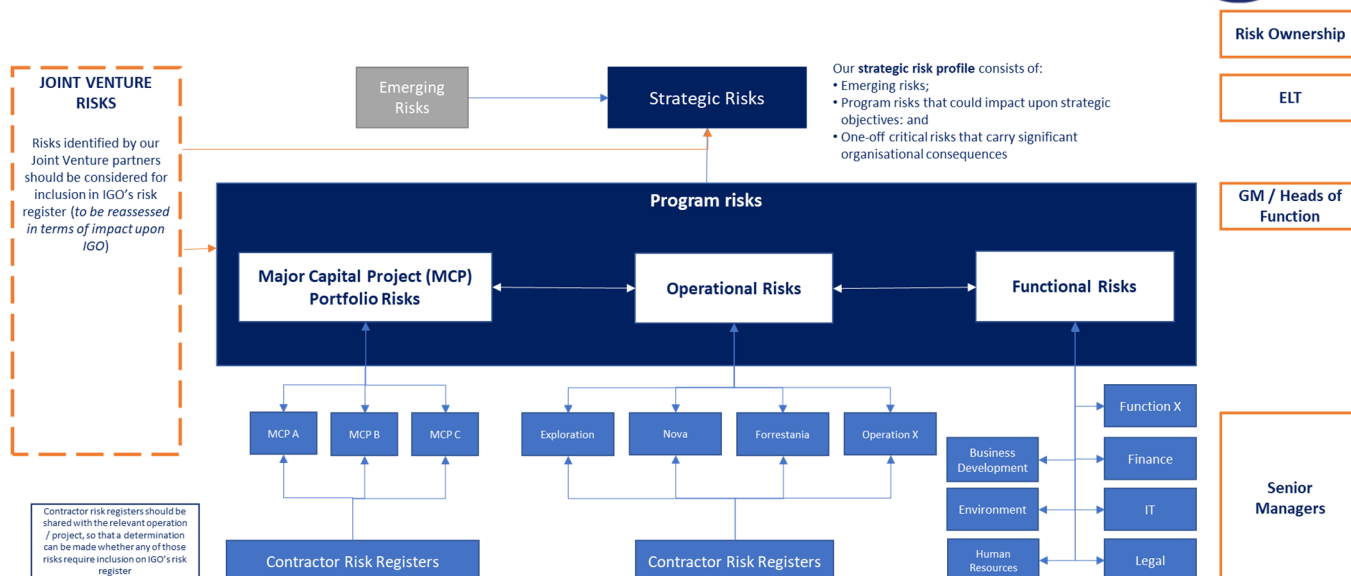 Risk Ownership
JOINT VENTURE
RISKS
Risks identified by our
Joint Venture partners
should be considered for
inclusion in IGO's risk
register (to be reassessed
in terms of impact upon
IGO)
Emerging
Risks
Strategic Risks
Our strategic risk profile consists of:
• Emerging risks;
• Program risks that could impact upon strategic
objectives: and
• One-off critical risks that carry significant
organisational consequences
ELT
Program risks
GM / Heads of
Function
Major Capital Project (MCP)
Portfolio Risks
Operational Risks
Functional Risks
MCP A
MCP B
MCP C
Exploration
Nova
Forrestania
Operation X
Function X
Business
Development
Finance
Environment
IT
Human
Resources
Legal
Senior
Managers
Contractor risk registers should be
shared with the relevant operation
/ project, so that a determination
can be made whether any of those
risks require inclusion on IGO's risk
register
Contractor Risk Registers
Contractor Risk Registers